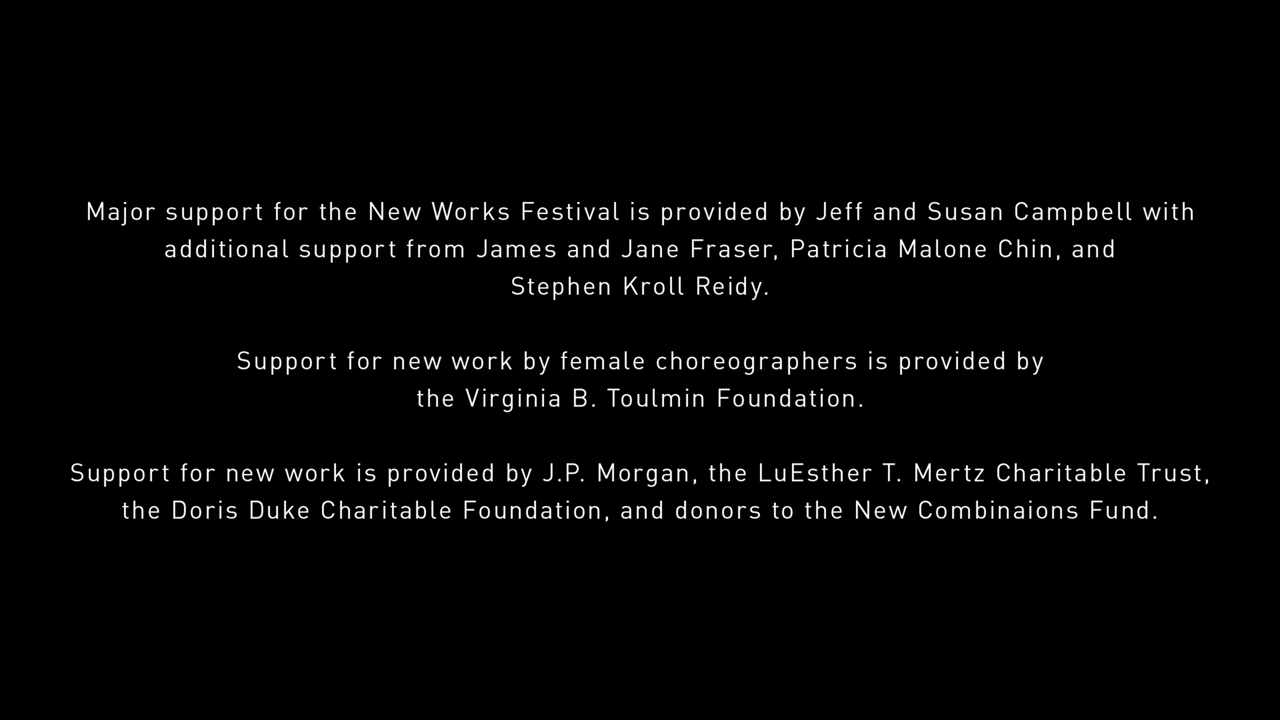 Major support for the New Works Festival is provided by Jeff and Susan Campbell with
additional support from James and Jane Fraser, Patricia Malone Chin, and
Stephen Kroll Reidy.
Support for new work by female choreographers is provided by
the Virginia B. Toulmin Foundation.
Support for new work is provided by J.P. Morgan, the LuEsther T. Mertz Charitable Trust,
the Doris Duke Charitable Foundation, and donors to the New Combinaions Fund.